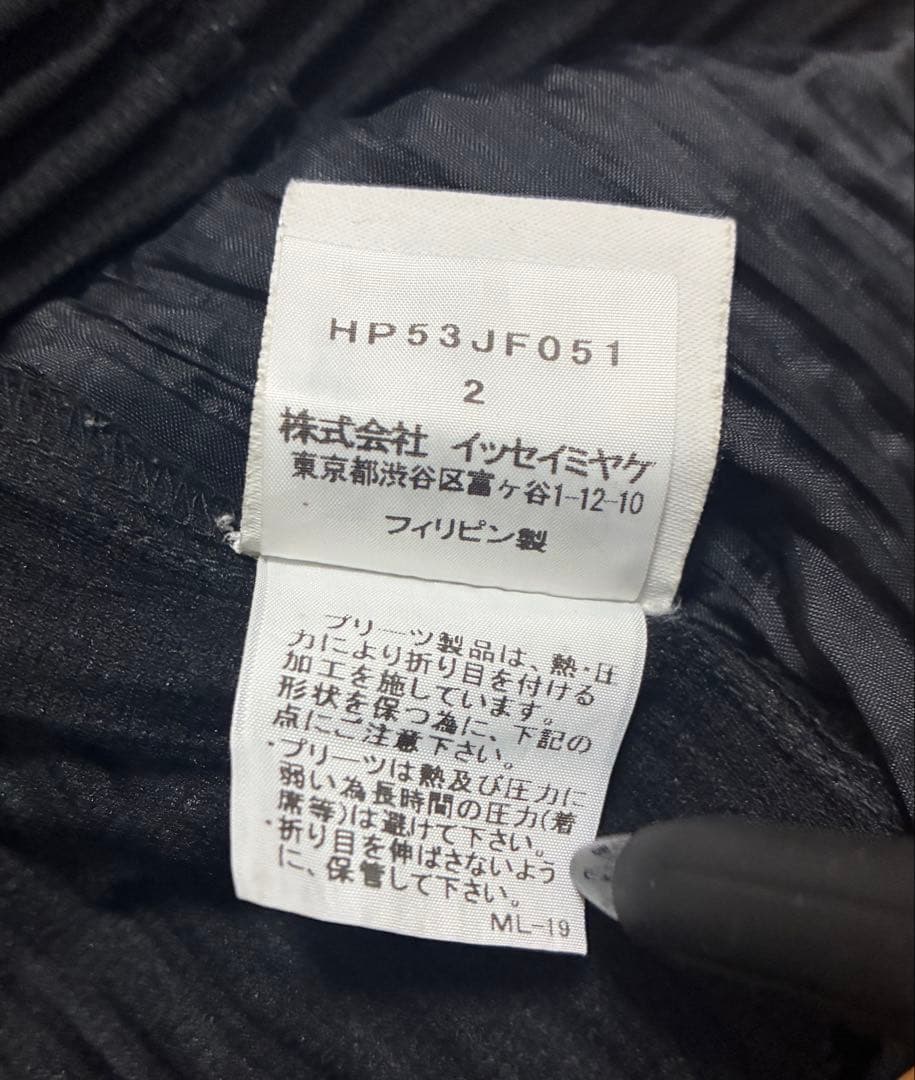 HP53JF051
2
株式会社 イッセイミヤケ
東京都渋谷区富ヶ谷1-12-10
フィリピン製
プリーツ製品は、熱・圧
力により折り目を付ける
加工を施しています。
形状を保つ為に、下記の
点にご注意下さい。
・プリーツは熱及び圧力に
弱い為長時間の圧力(着
席等)は避けて下さい。
・折り目を伸ばさないよう
に、保管して下さい。
ML-19